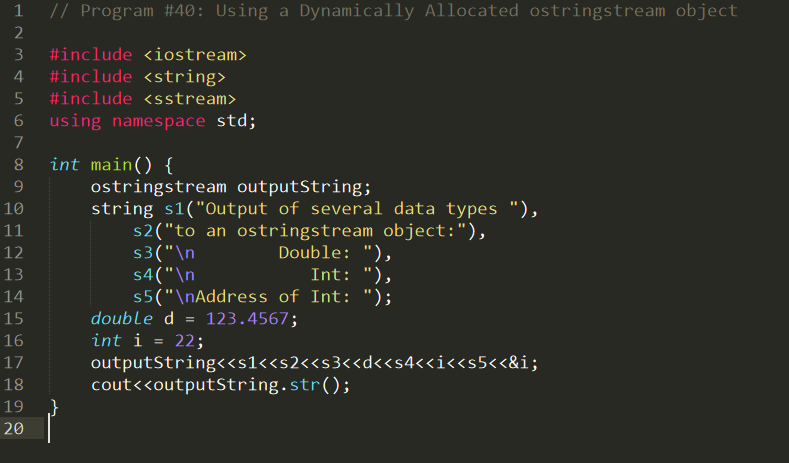 1 // Program #40: Using a Dynamically Allocated ostringstream object
2
3 #include <iostream>
4 #include <string>
5 #include <sstream>
6 using namespace std;
7
8 int main() {
9     ostringstream outputString;
10     string s1("Output of several data types "),
11         s2("to an ostringstream object:"),
12         s3("\n        Double: "),
13         s4("\n           Int: "),
14         s5("\nAddress of Int: ");
15     double d = 123.4567;
16     int i = 22;
17     outputString<<s1<<s2<<s3<<d<<s4<<i<<s5<<&i;
18     cout<<outputString.str();
19 }
20